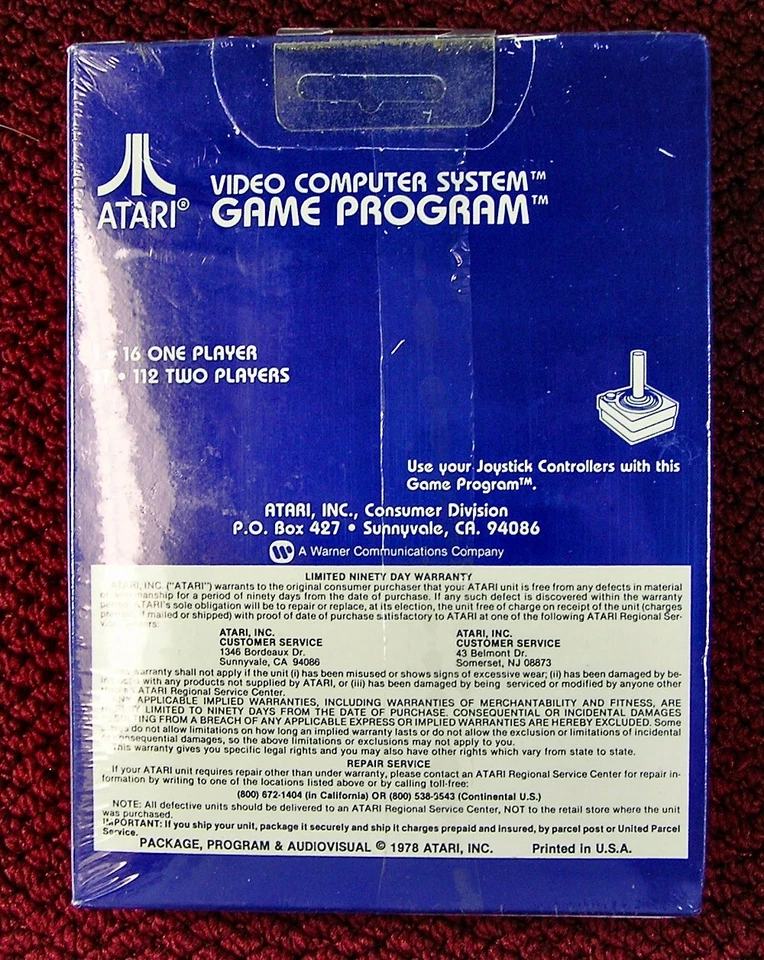 ATARI®
VIDEO COMPUTER SYSTEM™
GAME PROGRAM™
16 ONE PLAYER
• 112 TWO PLAYERS
Use your Joystick Controllers with this
Game Program™.
ATARI, INC., Consumer Division
P.O. Box 427 • Sunnyvale, CA. 94086
A Warner Communications Company
LIMITED NINETY DAY WARRANTY
ATARI, INC. ("ATARI") warrants to the original consumer purchaser that your ATARI unit is free from any defects in material
for a period of ninety days from the date of purchase. If any such defect is discovered within the warranty
ATARI's sole obligation will be to repair or replace, at its election, the unit free of charge on receipt of the unit (charges
if mailed or shipped) with proof of date of purchase satisfactory to ATARI at one of the following ATARI Regional Ser-
ATARI, INC.
CUSTOMER SERVICE
1346 Bordeaux Dr.
Sunnyvale, CA 94086
ATARI, INC.
CUSTOMER SERVICE
43 Belmont Dr.
Somerset, NJ 08873
warranty shall not apply if the unit (i) has been misused or shows signs of excessive wear; (ii) has been damaged by be-
with any products not supplied by ATARI, or (iii) has been damaged by being serviced or modified by anyone other
ATARI Regional Service Center.
APPLICABLE IMPLIED WARRANTIES, INCLUDING WARRANTIES OF MERCHANTABILITY AND FITNESS, ARE
LIMITED TO NINETY DAYS FROM THE DATE OF PURCHASE. CONSEQUENTIAL OR INCIDENTAL DAMAGES
FROM A BREACH OF ANY APPLICABLE EXPRESS OR IMPLIED WARRANTIES ARE HEREBY EXCLUDED. Some
do not allow limitations on how long an implied warranty lasts or do not allow the exclusion or limitations of incidental
consequential damages, so the above limitations or exclusions may not apply to you.
This warranty gives you specific legal rights and you may also have other rights which vary from state to state.
REPAIR SERVICE
If your ATARI unit requires repair other than under warranty, please contact an ATARI Regional Service Center for repair in-
formation by writing to one of the locations listed above or by calling toll-free:
(800) 672-1404 (in California) OR (800) 538-3543 (Continental U.S.)
NOTE: All defective units should be delivered to an ATARI Regional Service Center, NOT to the retail store where the unit
was purchased.
IMPORTANT: If you ship your unit, package it securely and ship it charges prepaid and insured, by parcel post or United Parcel
Service.
PACKAGE, PROGRAM & AUDIOVISUAL © 1978 ATARI, INC. Printed in U.S.A.